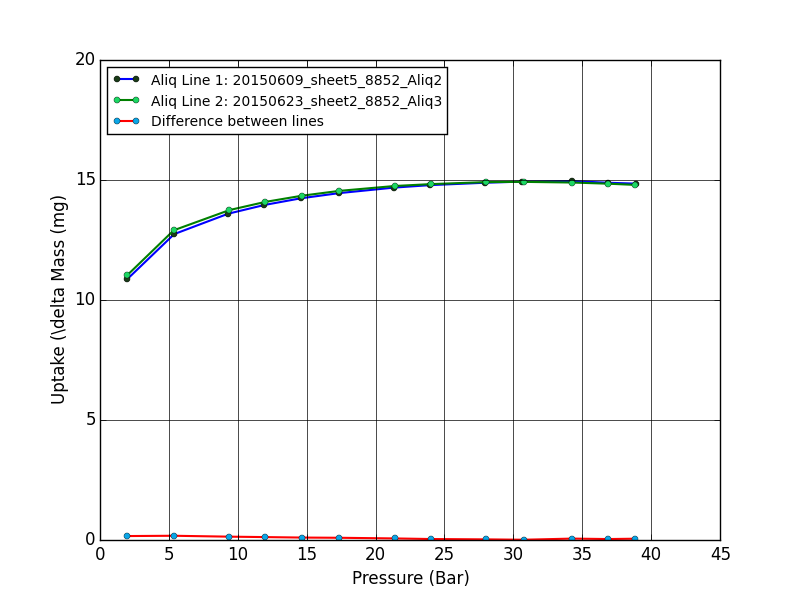 Aliq Line 1: 20150609_sheet5_8852_Aliq2
Aliq Line 2: 20150623_sheet2_8852_Aliq3
Difference between lines
20
15
10
5
0
Uptake (\delta Mass (mg)
0 5 10 15 20 25 30 35 40 45
Pressure (Bar)